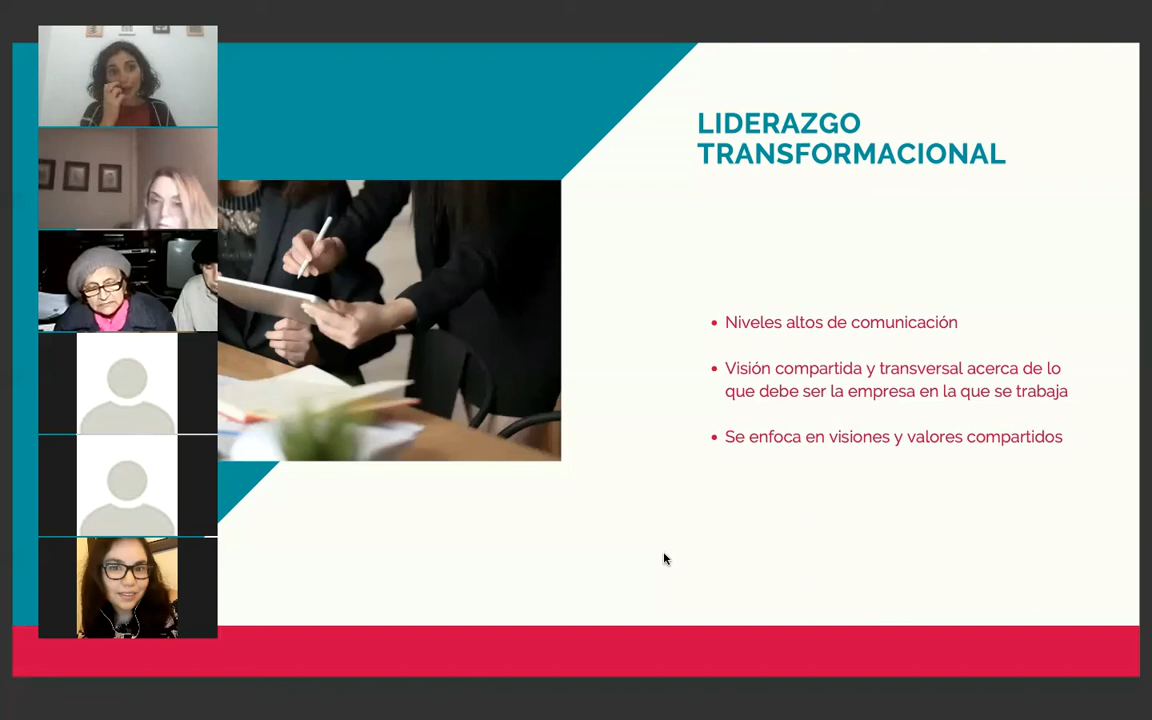 LIDERAZGO
TRANSFORMACIONAL
• Niveles altos de comunicación
• Visión compartida y transversal acerca de lo
que debe ser la empresa en la que se trabaja
• Se enfoca en visiones y valores compartidos